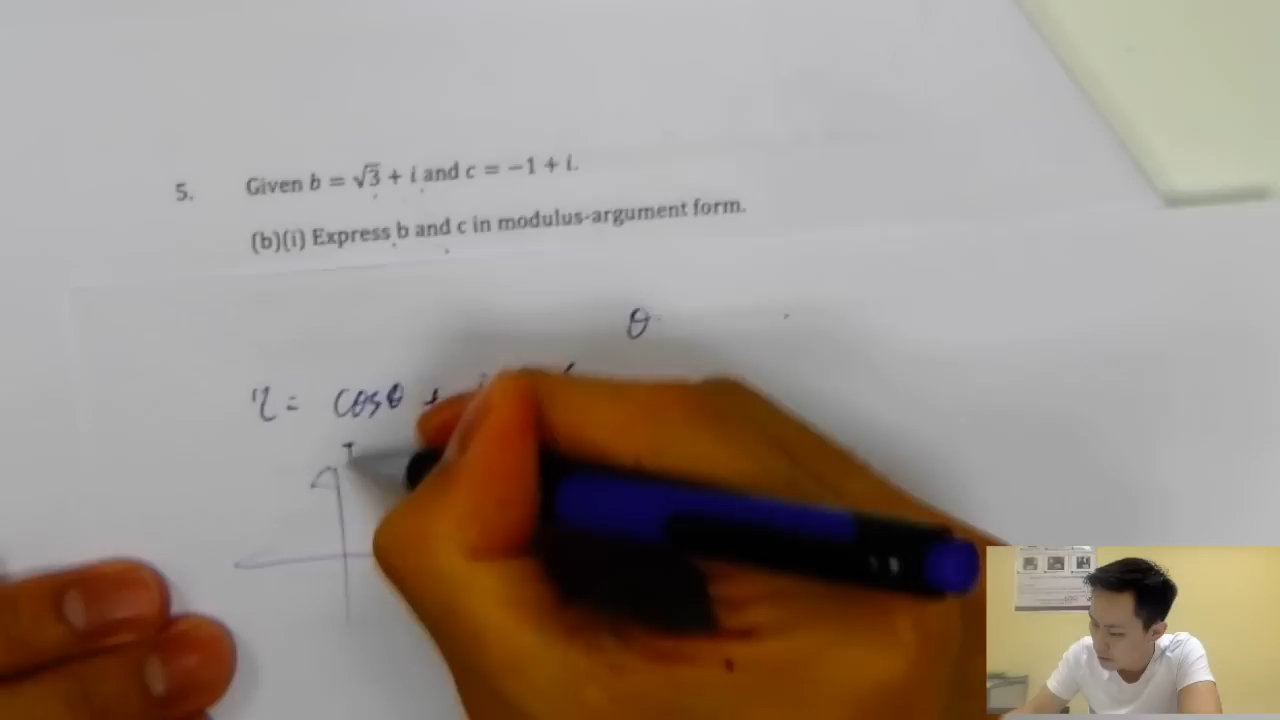 5. Given b = √3 + i and c = −1 + i.
(b)(i) Express b and c in modulus-argument form.
θ
= cosθ +
I